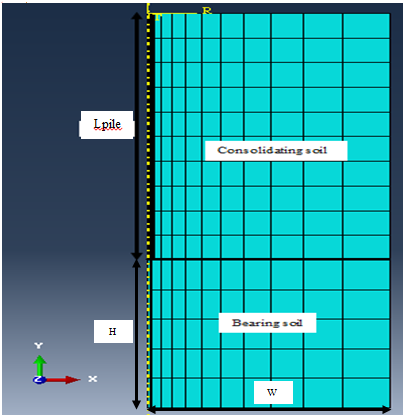 R
T
Lpile
Consolidating soil
H
Bearing soil
Y
Z
X
W